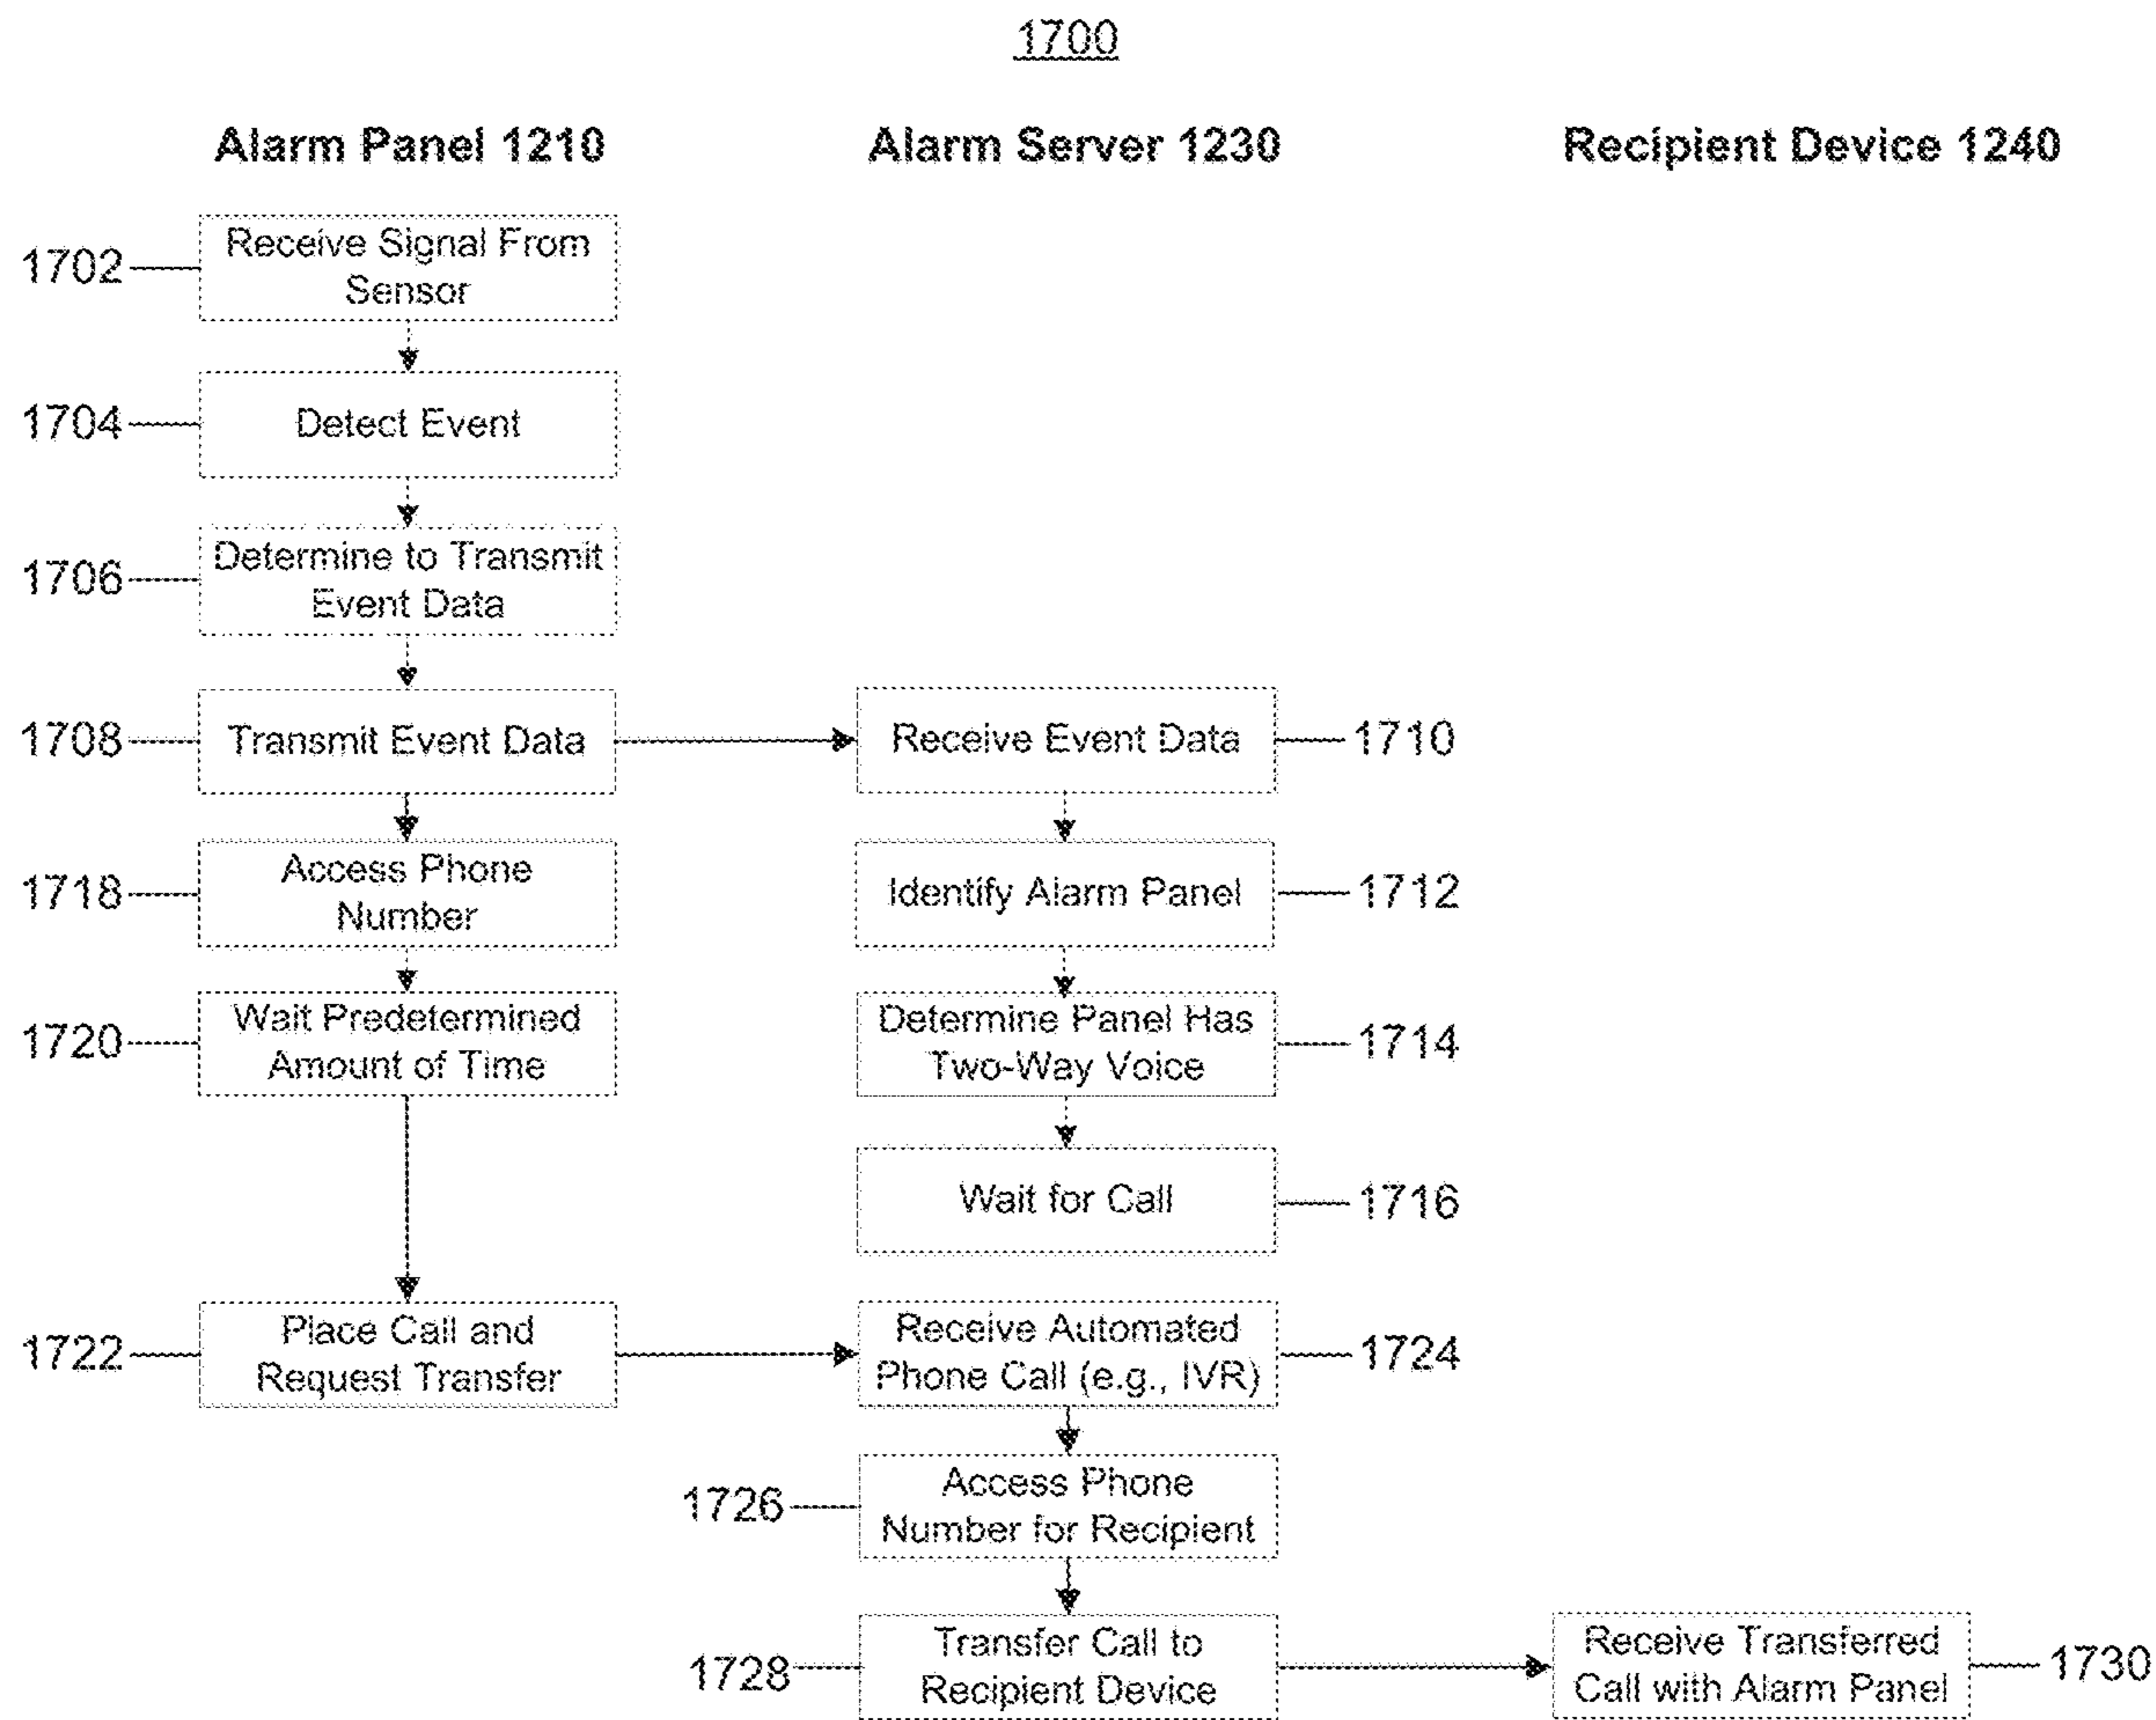 1700
Alarm Panel 1210
Alarm Server 1230
Recipient Device 1240
1702
Receive Signal From
Sensor
1704
Detect Event
1706
Determine to Transmit
Event Data
1708
Transmit Event Data
Receive Event Data
1710
1718
Access Phone
Number
Identify Alarm Panel
1712
1720
Wait Predetermined
Amount of Time
Determine Panel Has
Two-Way Voice
1714
Wait for Call
1716
1722
Place Call and
Request Transfer
Receive Automated
Phone Call (e.g., IVR)
1724
1726
Access Phone
Number for Recipient
1728
Transfer Call to
Recipient Device
Receive Transferred
Call with Alarm Panel
1730